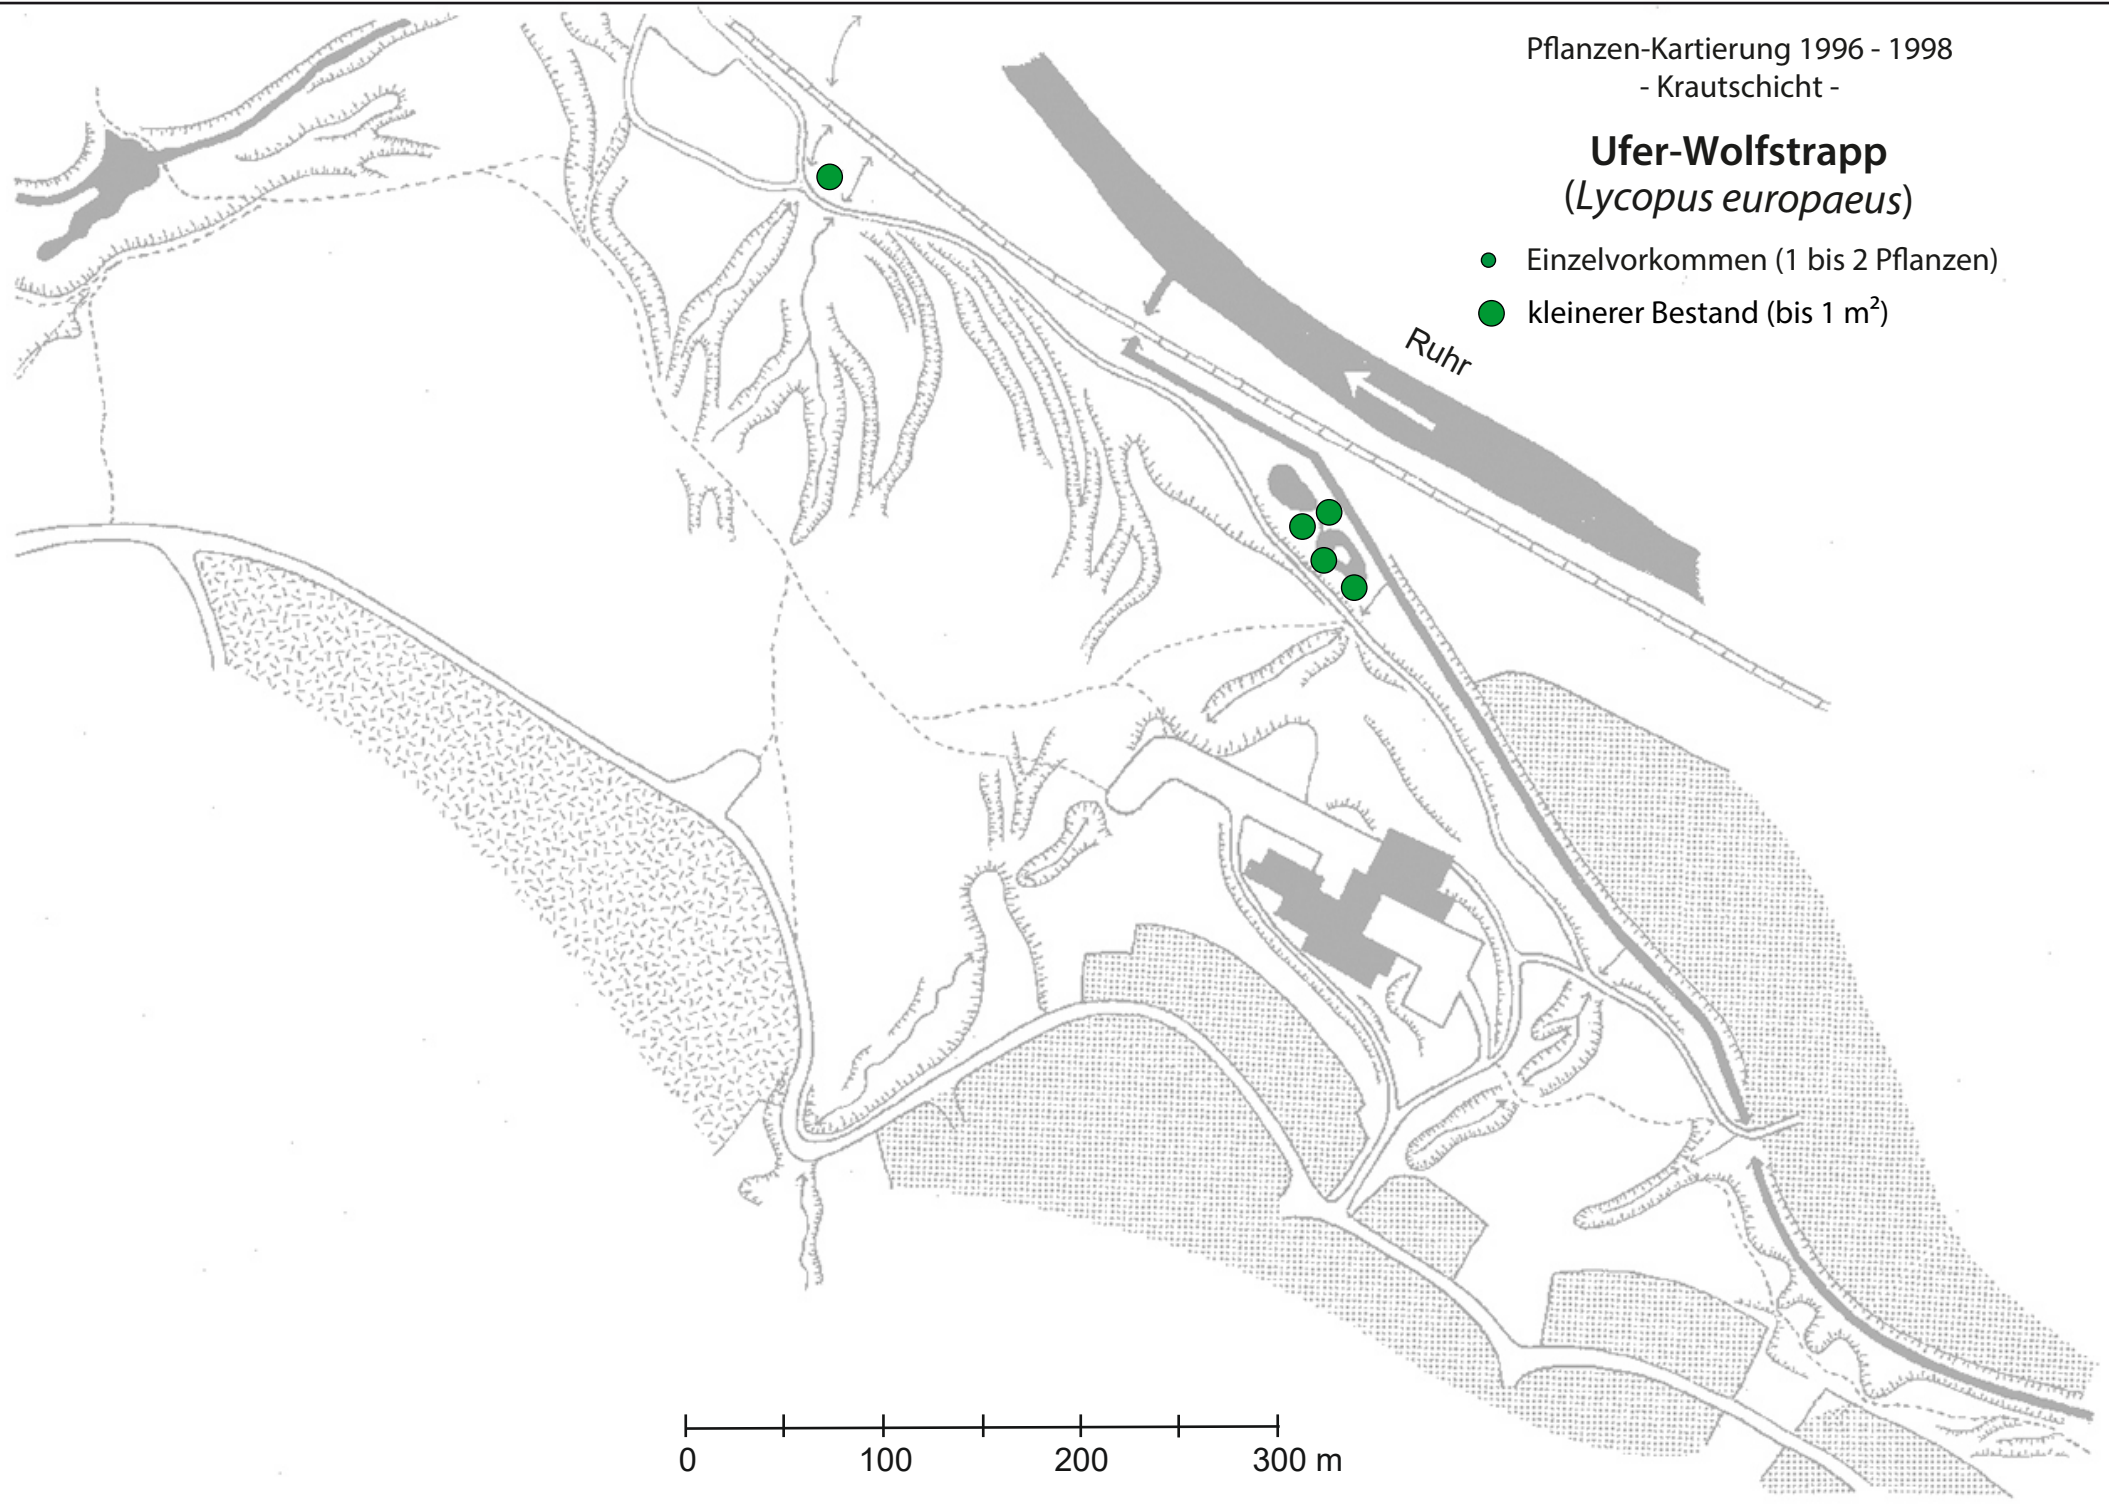 Pflanzen-Kartierung 1996 - 1998
- Krautschicht -
Ufer-Wolfstrapp
(Lycopus europaeus)
Einzelvorkommen (1 bis 2 Pflanzen)
kleinerer Bestand (bis 1 m²)
Ruhr
0 100 200 300 m